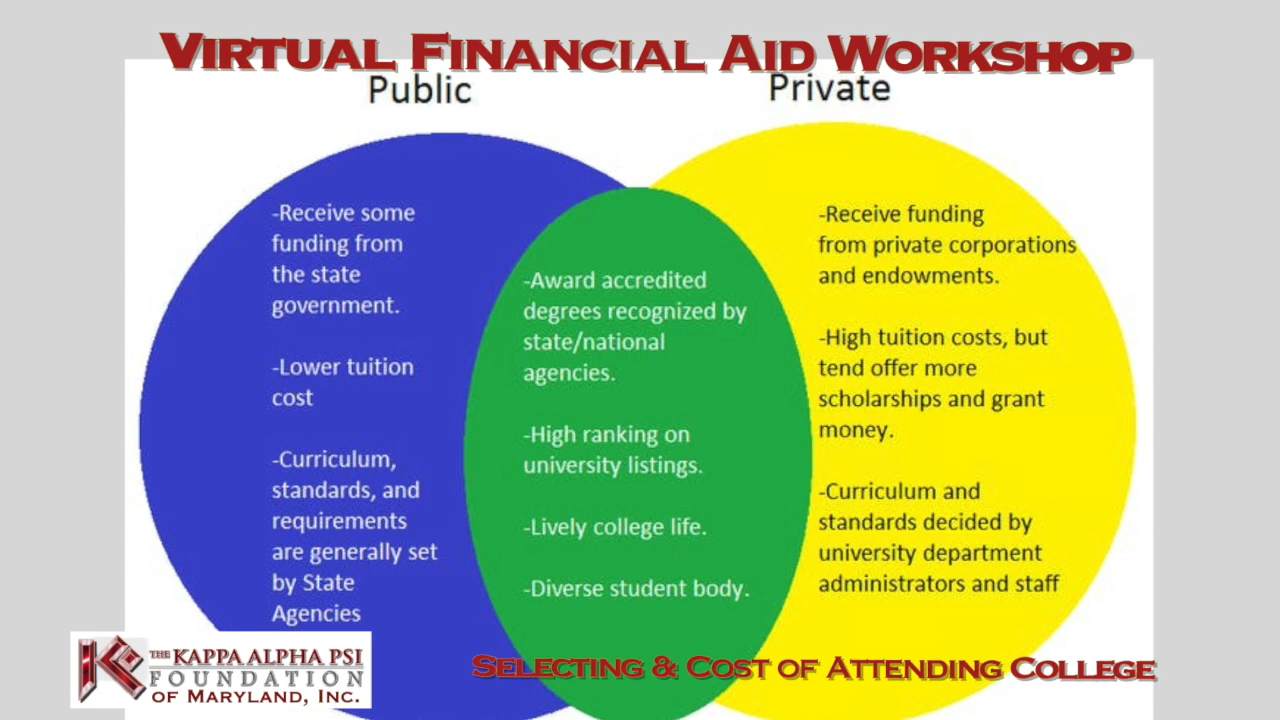 VIRTUAL FINANCIAL AID WORKSHOP
Public
Private
-Receive some
funding from
the state
government.
-Lower tuition
cost
-Curriculum,
standards, and
requirements
are generally set
by State
Agencies
-Award accredited
degrees recognized by
state/national
agencies.
-High ranking on
university listings.
-Lively college life.
-Diverse student body.
-Receive funding
from private corporations
and endowments.
-High tuition costs, but
tend offer more
scholarships and grant
money.
-Curriculum and
standards decided by
university department
administrators and staff
THE KAPPA ALPHA PSI
FOUNDATION
OF MARYLAND, INC.
SELECTING & COST OF ATTENDING COLLEGE